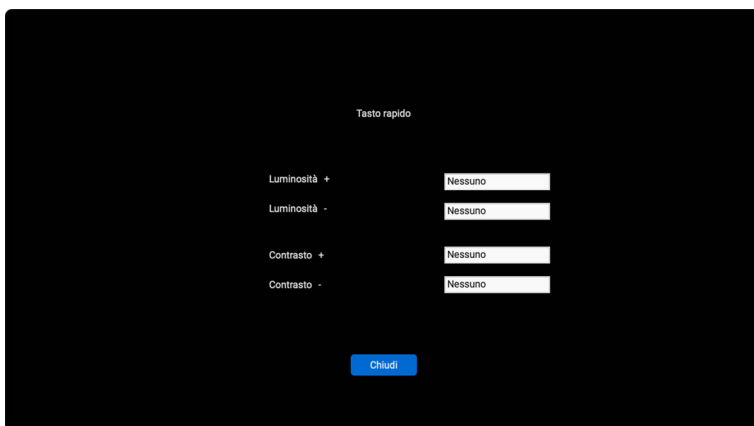 Tasto rapido
Luminosità + Nessuno
Luminosità - Nessuno
Contrasto + Nessuno
Contrasto - Nessuno
Chiudi